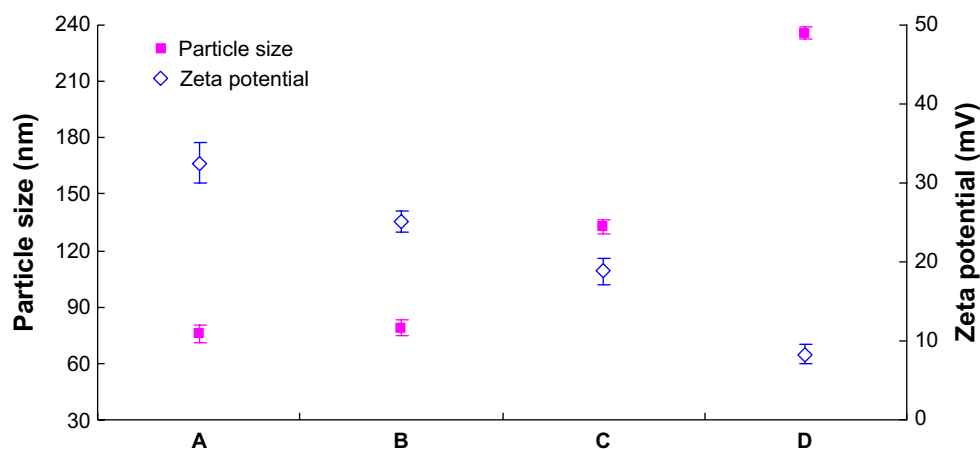 Particle size (nm)
240
210
180
150
120
90
60
30
Particle size
Zeta potential
50
40
30
20
10
0
Zeta potential (mV)
A
B
C
D